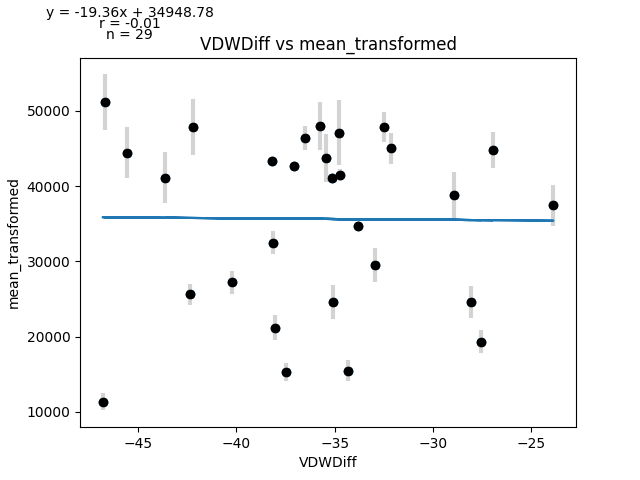 y = -19.36x + 34948.78
r = -0.01
n = 29
VDWDiff vs mean_transformed
mean_transformed
50000
40000
30000
20000
10000
−45
−40
−35
−30
−25
VDWDiff